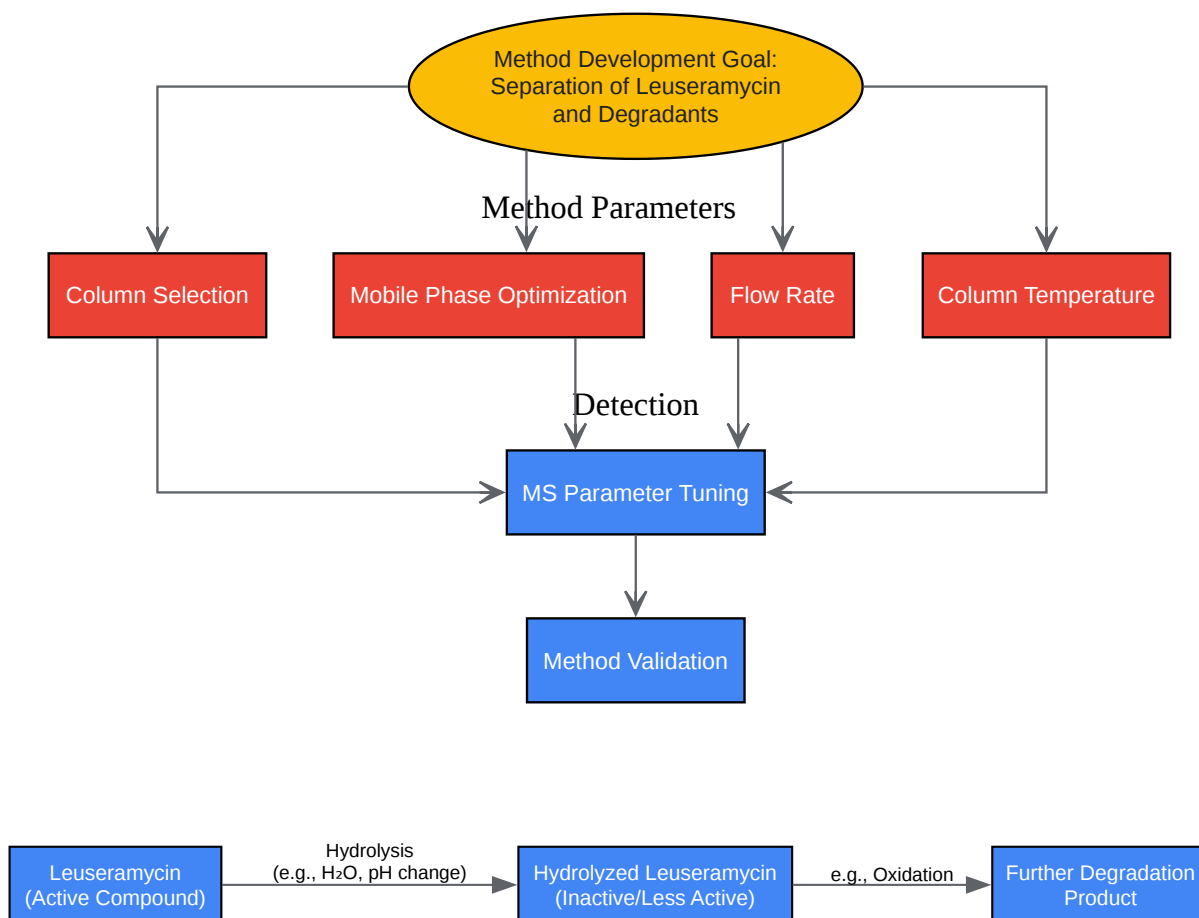 Method Development Goal:
Separation of Leuseramycin
and Degradants
Method Parameters
Column Selection
Mobile Phase Optimization
Flow Rate
Column Temperature
Detection
MS Parameter Tuning
Method Validation
Leuseramycin
(Active Compound)
Hydrolysis
(e.g., H₂O, pH change)
Hydrolyzed Leuseramycin
(Inactive/Less Active)
e.g., Oxidation
Further Degradation
Product